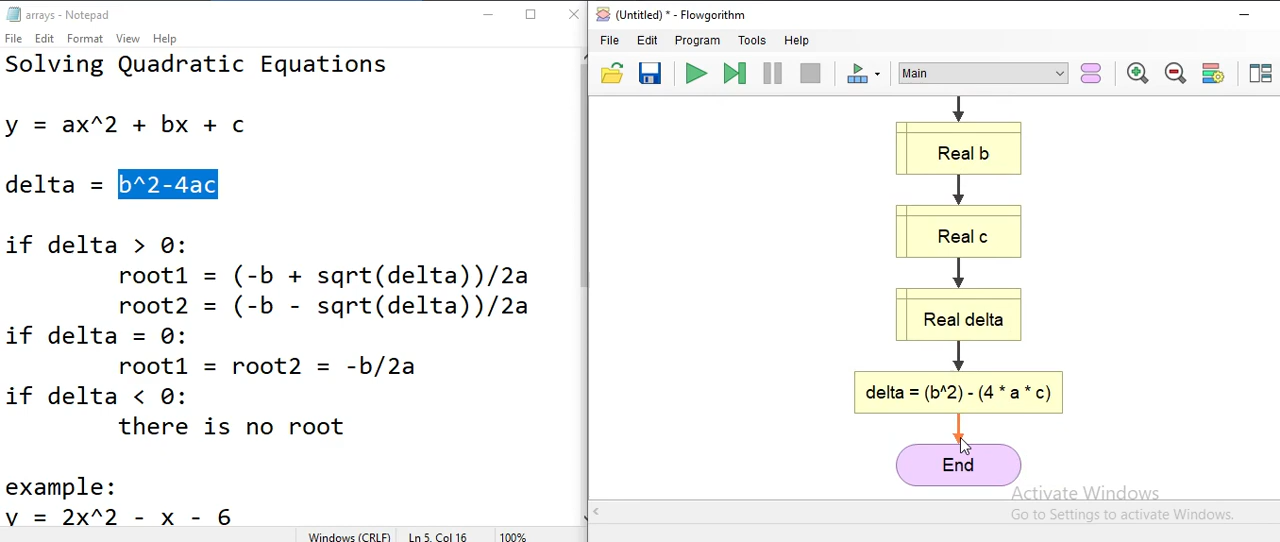 arrays - Notepad
File Edit Format View Help
Solving Quadratic Equations
y = ax^2 + bx + c
delta = b^2-4ac
if delta > 0:
root1 = (-b + sqrt(delta))/2a
root2 = (-b - sqrt(delta))/2a
if delta = 0:
root1 = root2 = -b/2a
if delta < 0:
there is no root
example:
y = 2x^2 - x - 6
Windows (CRLF) Ln 5, Col 16 100%
(Untitled) * - Flowgorithm
File Edit Program Tools Help
Main
Real b
Real c
Real delta
delta = (b^2) - (4 * a * c)
End
Activate Windows
Go to Settings to activate Windows.